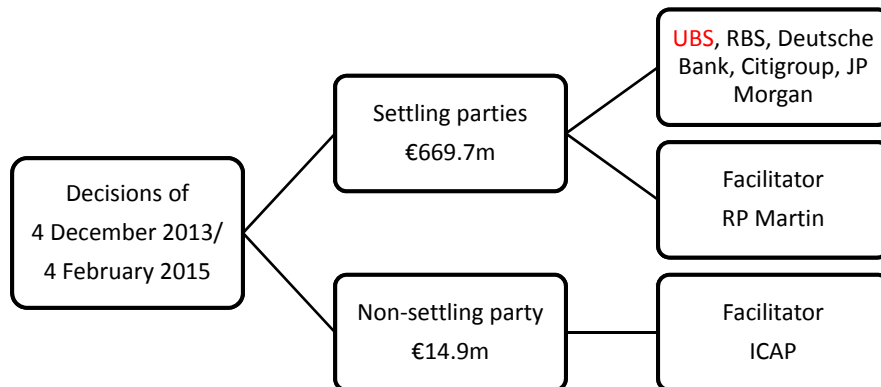 Decisions of
4 December 2013/
4 February 2015
Settling parties
€669.7m
UBS, RBS, Deutsche
Bank, Citigroup, JP
Morgan
Facilitator
RP Martin
Non-settling party
€14.9m
Facilitator
ICAP